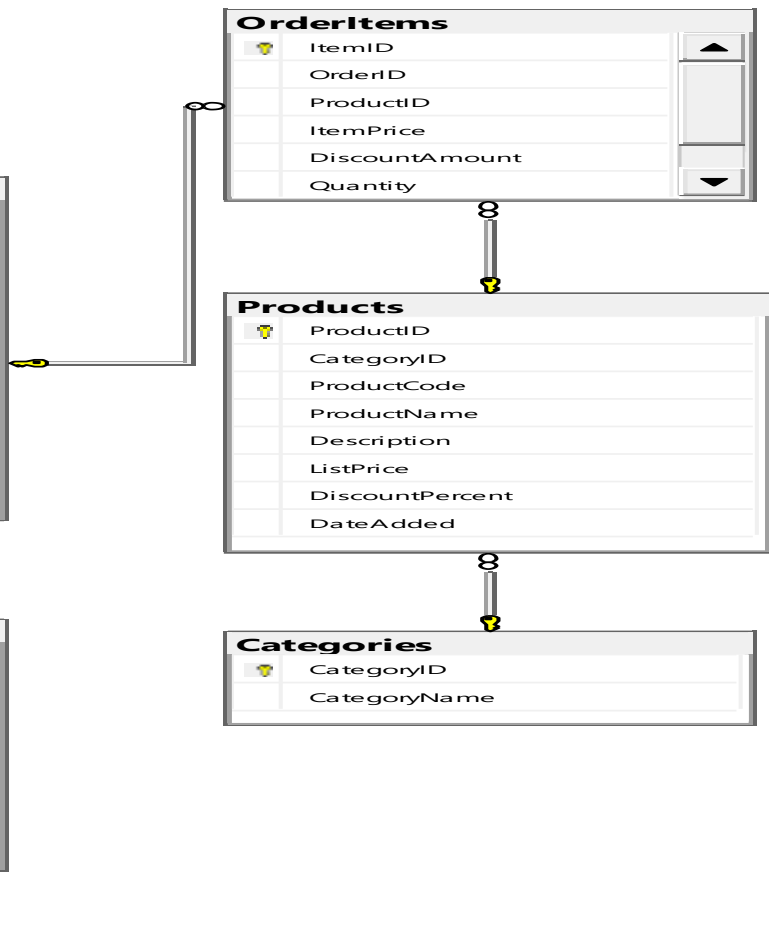 OrderItems
ItemID
OrderID
ProductID
ItemPrice
DiscountAmount
Quantity
Products
ProductID
CategoryID
ProductCode
ProductName
Description
ListPrice
DiscountPercent
DateAdded
Categories
CategoryID
CategoryName